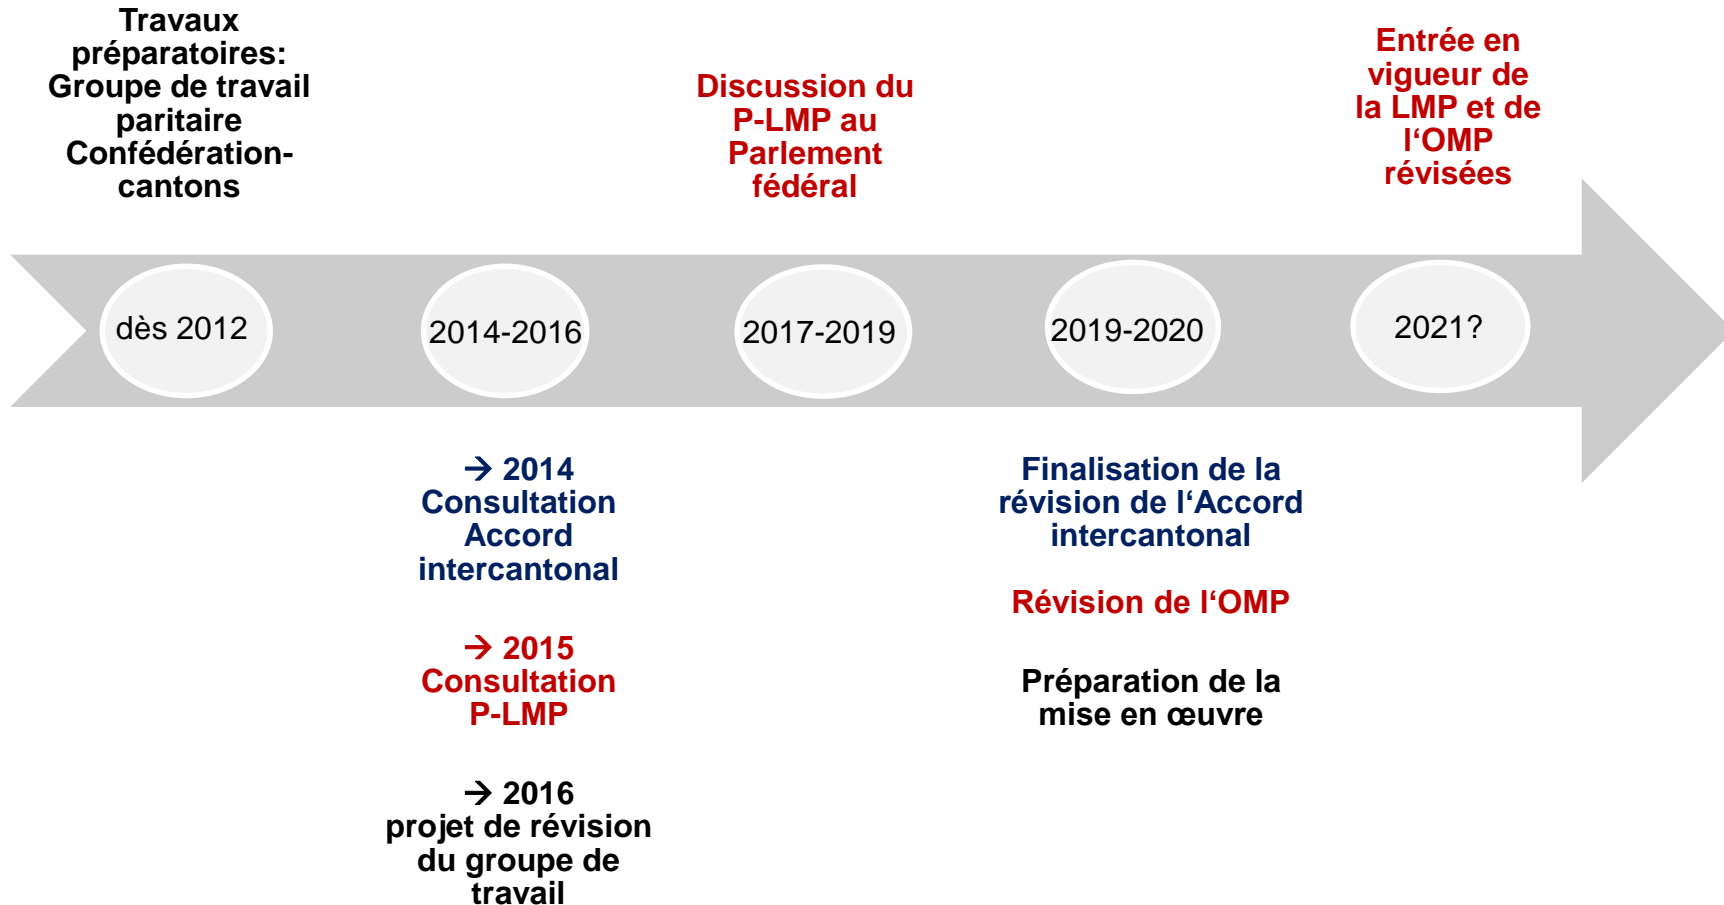 Travaux
préparatoires:
Groupe de travail
paritaire
Confédération-
cantons
Discussion du
P-LMP au
Parlement
fédéral
Entrée en
vigueur de
la LMP et de
l‘OMP
révisées
dès 2012
2014-2016
2017-2019
2019-2020
2021?
→ 2014
Consultation
Accord
intercantonal
→ 2015
Consultation
P-LMP
→ 2016
projet de révision
du groupe de
travail
Finalisation de la
révision de l‘Accord
intercantonal
Révision de l‘OMP
Préparation de la
mise en œuvre